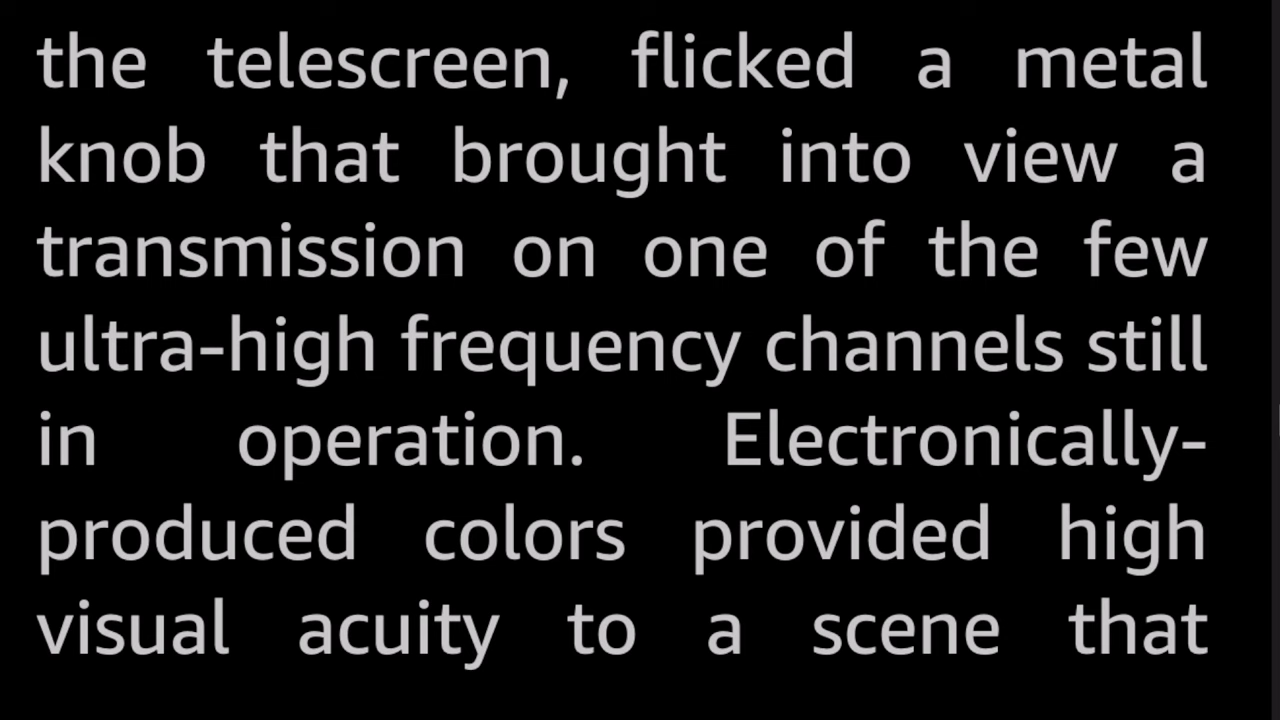 the telescreen, flicked a metal
knob that brought into view a
transmission on one of the few
ultra-high frequency channels still
in operation. Electronically-
produced colors provided high
visual acuity to a scene that